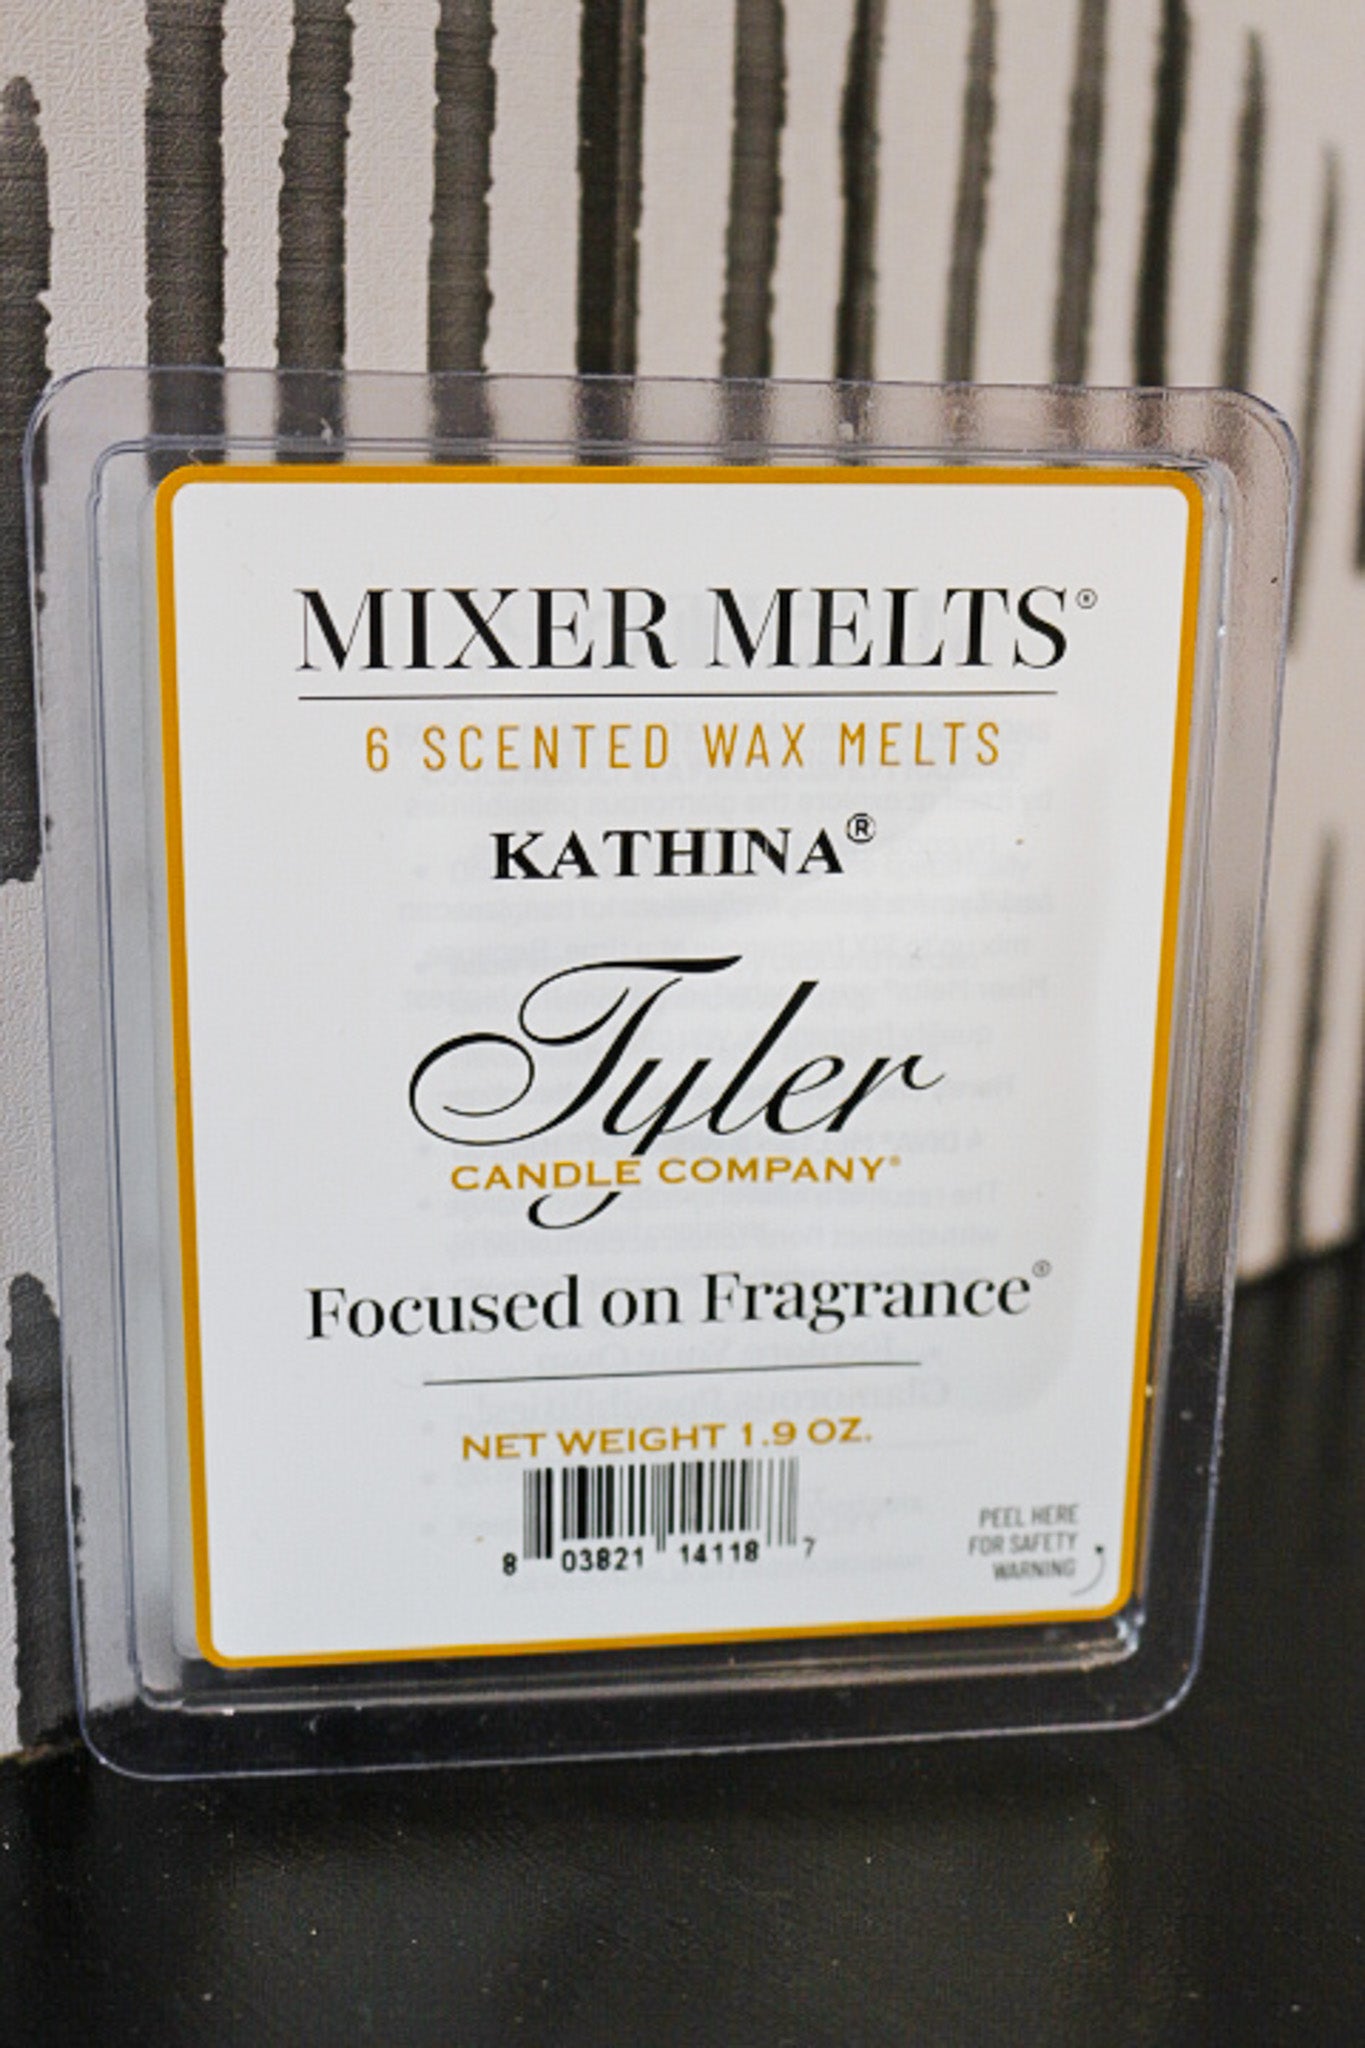 MIXER MELTS®
6 SCENTED WAX MELTS
KATHINA®
Tyler
CANDLE COMPANY®
Focused on Fragrance®
NET WEIGHT 1.9 OZ.
8 03821 14118 7
PEEL HERE
FOR SAFETY
WARNING